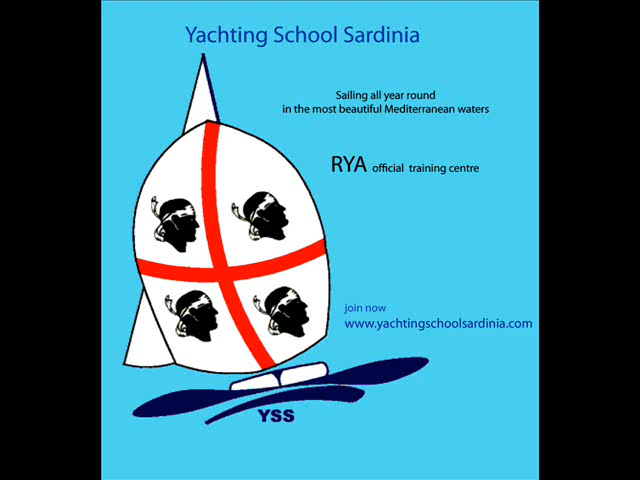 Yachting School Sardinia
Sailing all year round
in the most beautiful Mediterranean waters
RYA official training centre
join now
www.yachtingschoolsardinia.com
YSS